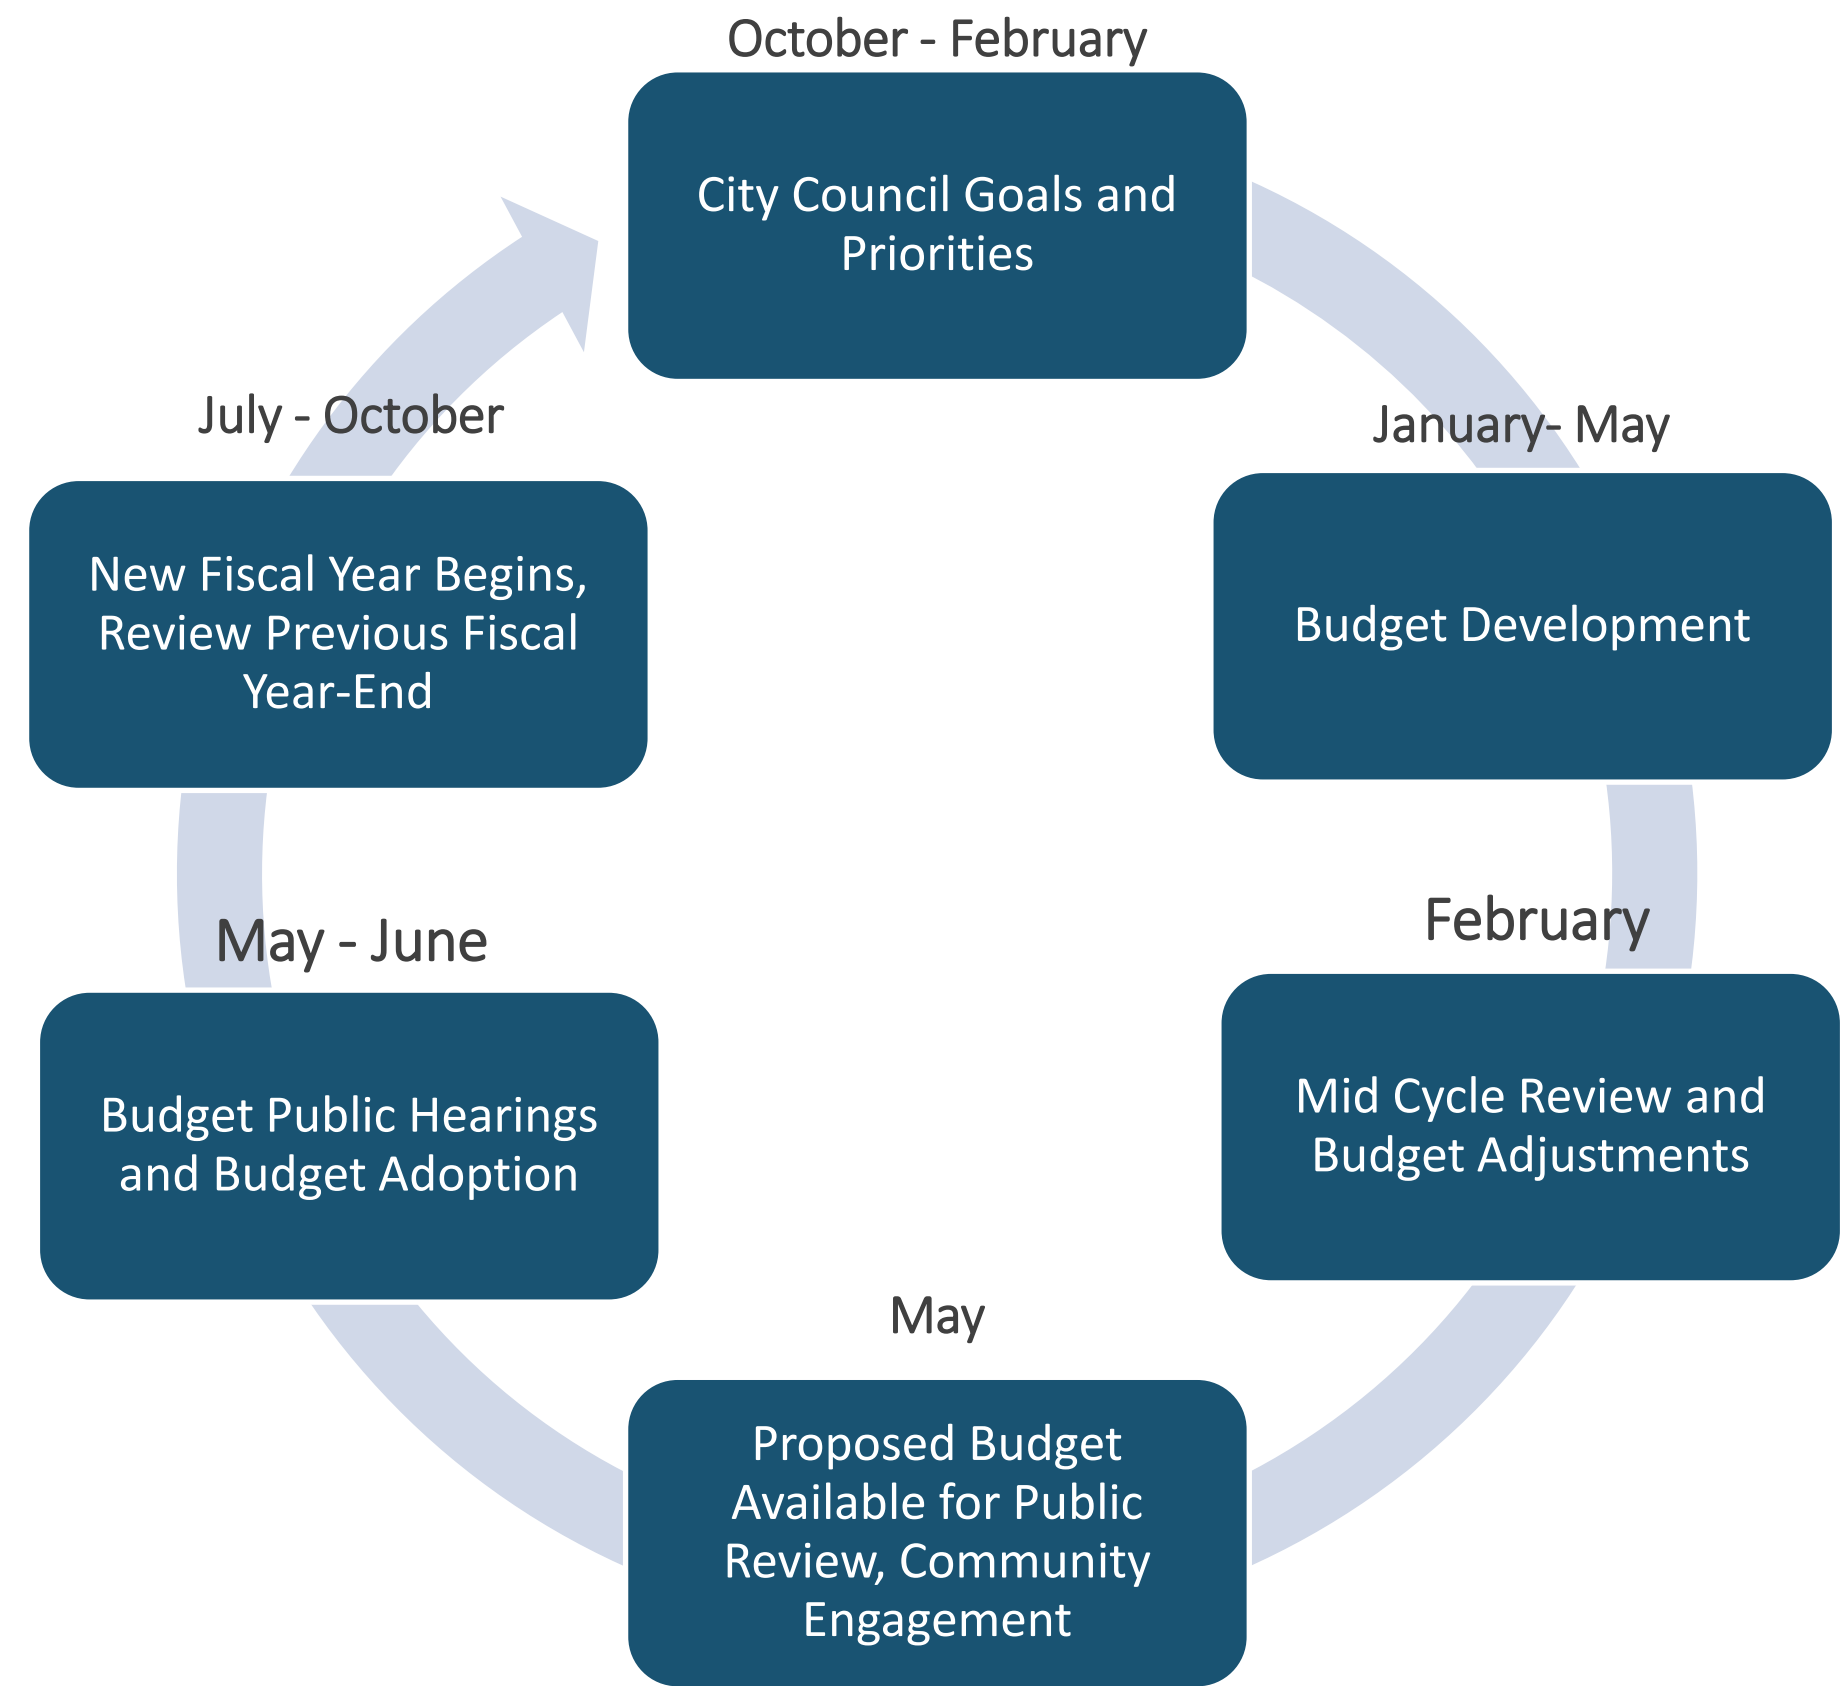 October - February
City Council Goals and
Priorities
January- May
Budget Development
February
Mid Cycle Review and
Budget Adjustments
May
Proposed Budget
Available for Public
Review, Community
Engagement
May - June
Budget Public Hearings
and Budget Adoption
July - October
New Fiscal Year Begins,
Review Previous Fiscal
Year-End